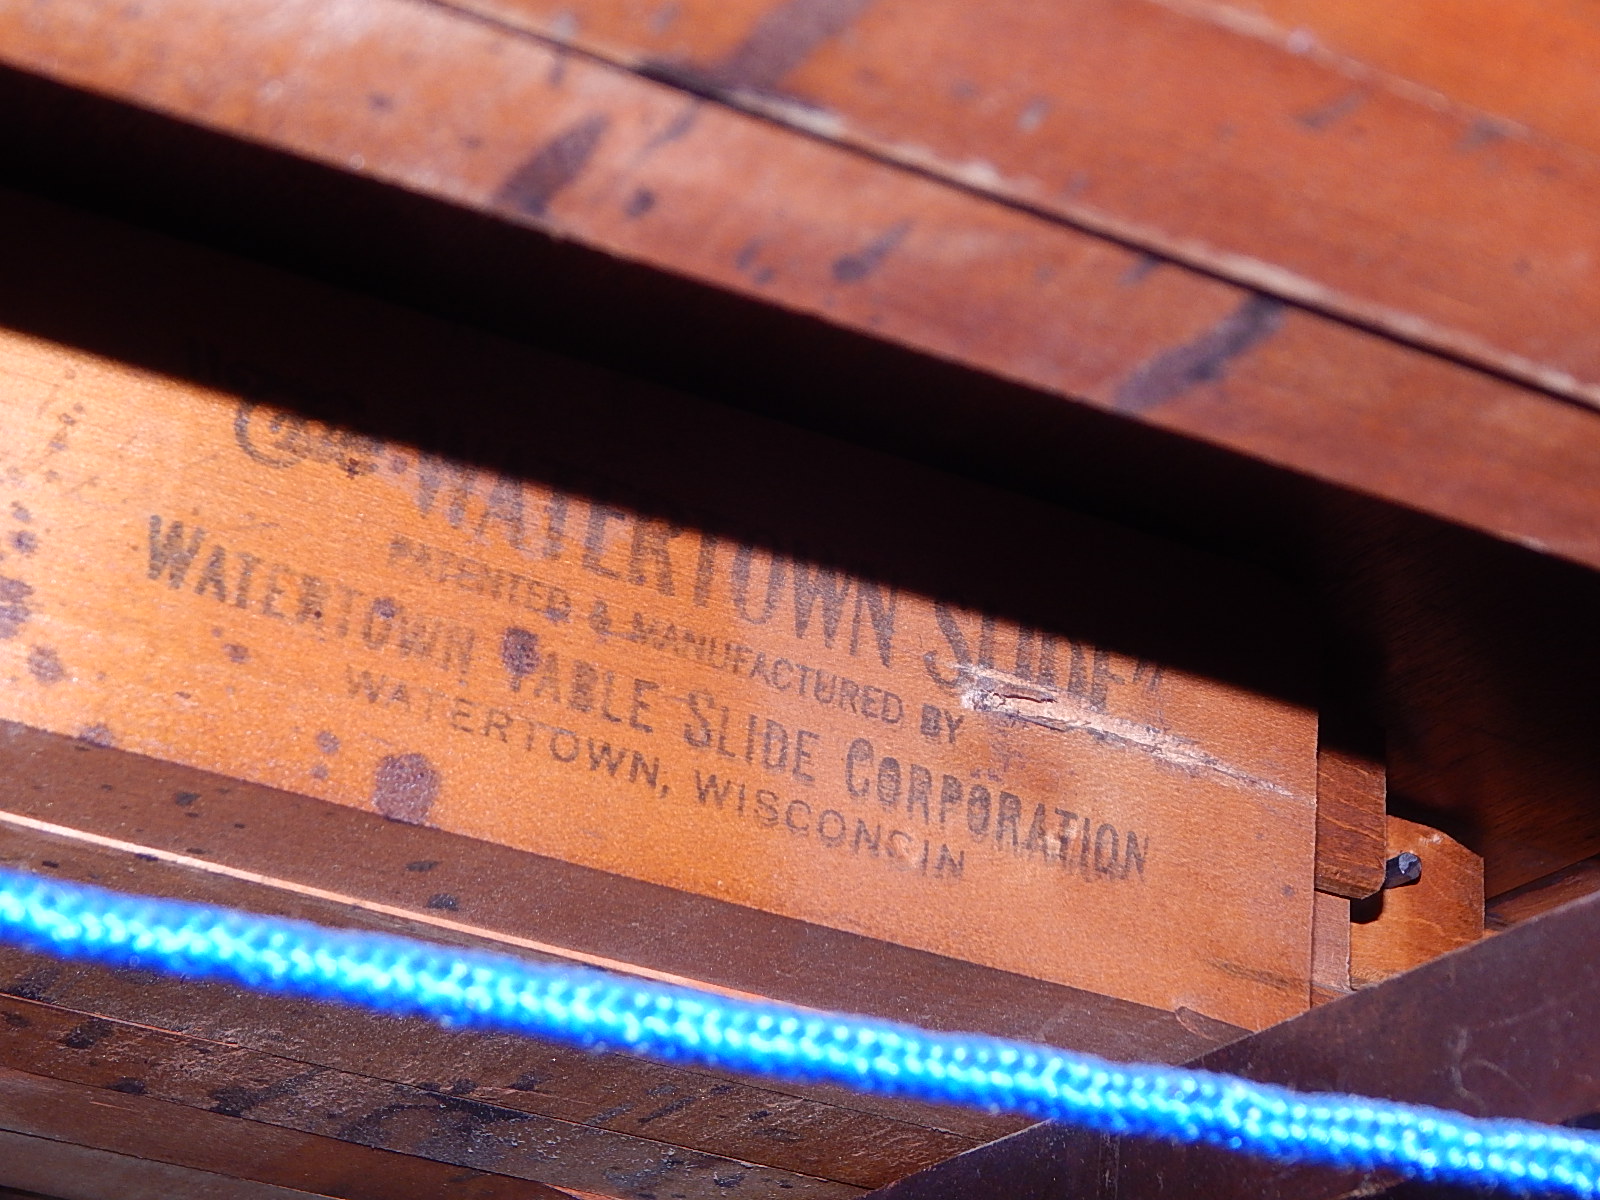 WATERTOWN SLIDE"
PATENTED & MANUFACTURED BY
WATERTOWN TABLE SLIDE CORPORATION
WATERTOWN, WISCONSIN